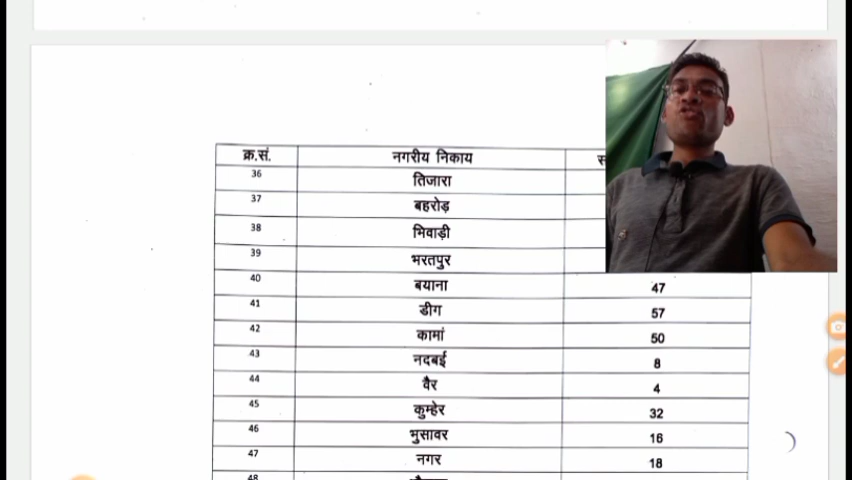 क्र.सं. नगरीय निकाय
36 तिजारा
37 बहरोड़
38 भिवाड़ी
39 भरतपुर
40 बयाना 47
41 डीग 57
42 कामां 50
43 नदबई 8
44 वैर 4
45 कुम्हेर 32
46 भुसावर 16
47 नगर 18
48